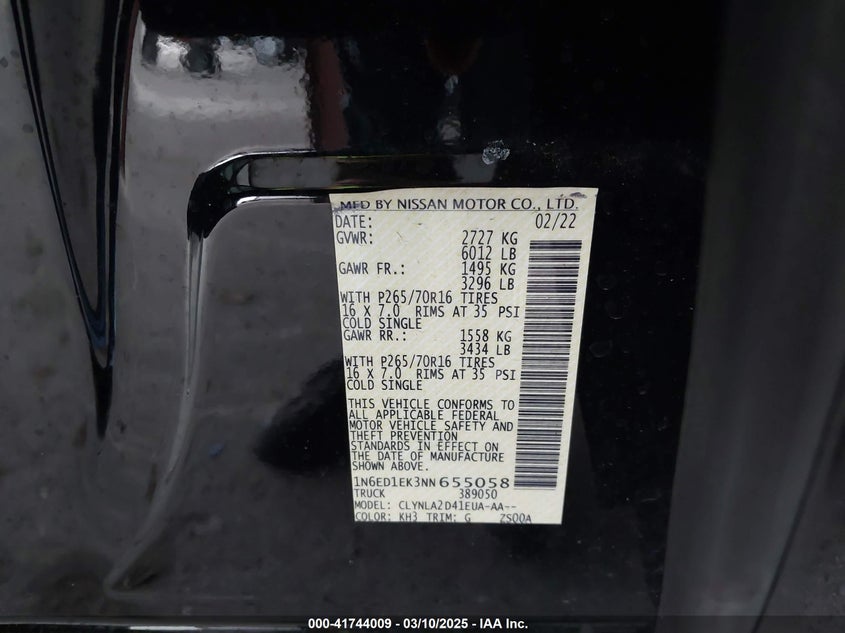 MFD BY NISSAN MOTOR CO., LTD.
DATE: 02/22
GVWR: 2727 KG
6012 LB
GAWR FR.: 1495 KG
3296 LB
WITH P265/70R16 TIRES
16 X 7.0 RIMS AT 35 PSI
COLD SINGLE
GAWR RR.: 1558 KG
3434 LB
WITH P265/70R16 TIRES
16 X 7.0 RIMS AT 35 PSI
COLD SINGLE
THIS VEHICLE CONFORMS TO
ALL APPLICABLE FEDERAL
MOTOR VEHICLE SAFETY AND
THEFT PREVENTION
STANDARDS IN EFFECT ON
THE DATE OF MANUFACTURE
SHOWN ABOVE.
1N6ED1EK3NN655058
TRUCK 389050
MODEL: CLYNLA2D41EUA-AA--
COLOR: KH3 TRIM: G ZS00A
000-41744009 - 03/10/2025 - IAA Inc.